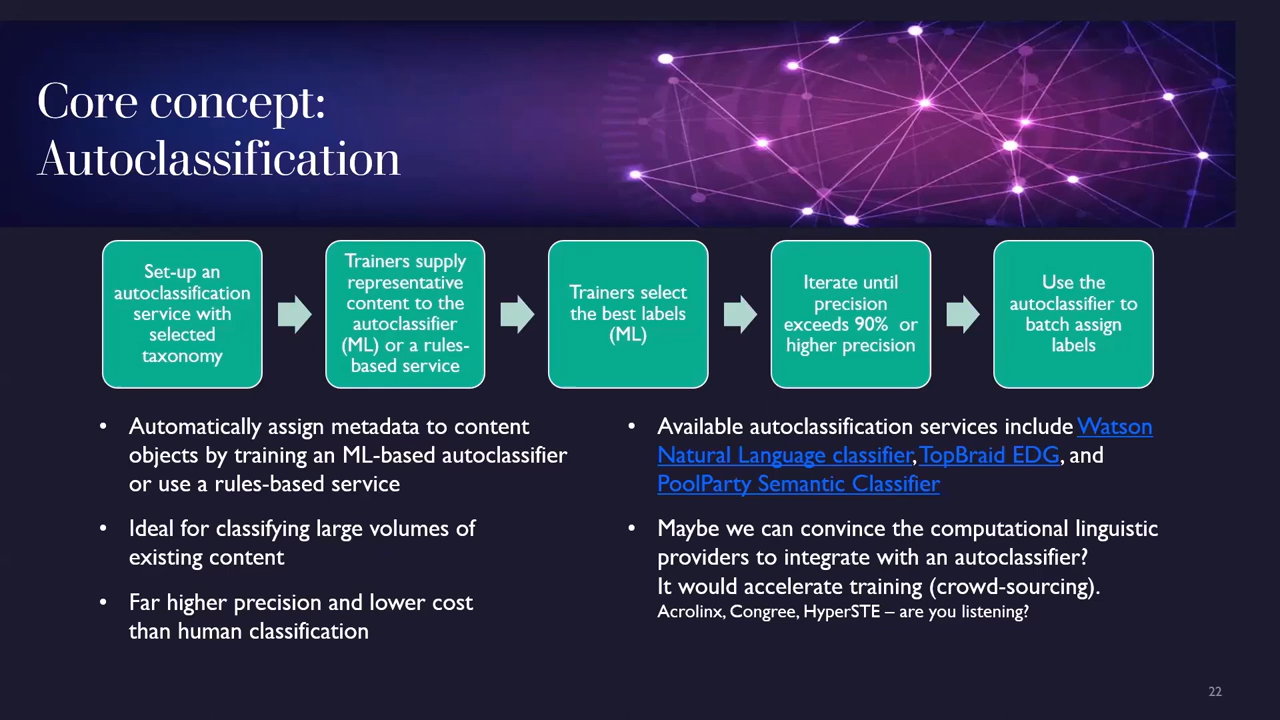 Core concept:
Autoclassification
Set-up an
autoclassification
service with
selected
taxonomy
Trainers supply
representative
content to the
autoclassifier
(ML) or a rules-
based service
Trainers select
the best labels
(ML)
Iterate until
precision
exceeds 90% or
higher precision
Use the
autoclassifier to
batch assign
labels
• Automatically assign metadata to content
objects by training an ML-based autoclassifier
or use a rules-based service
• Ideal for classifying large volumes of
existing content
• Far higher precision and lower cost
than human classification
• Available autoclassification services include Watson
Natural Language classifier, TopBraid EDG, and
PoolParty Semantic Classifier
• Maybe we can convince the computational linguistic
providers to integrate with an autoclassifier?
It would accelerate training (crowd-sourcing).
Acrolinx, Congree, HyperSTE – are you listening?
22